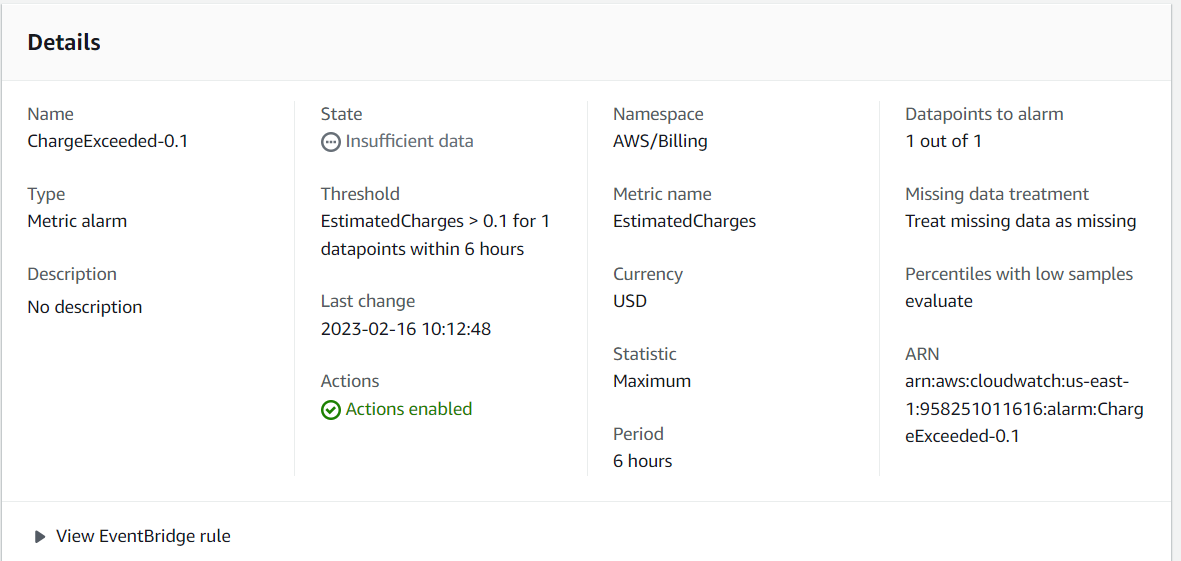 Details
Name
ChargeExceeded-0.1
Type
Metric alarm
Description
No description
State
Insufficient data
Threshold
EstimatedCharges > 0.1 for 1
datapoints within 6 hours
Last change
2023-02-16 10:12:48
Actions
Actions enabled
Namespace
AWS/Billing
Metric name
EstimatedCharges
Currency
USD
Statistic
Maximum
Period
6 hours
Datapoints to alarm
1 out of 1
Missing data treatment
Treat missing data as missing
Percentiles with low samples
evaluate
ARN
arn:aws:cloudwatch:us-east-
1:958251011616:alarm:Charg
eExceeded-0.1
View EventBridge rule